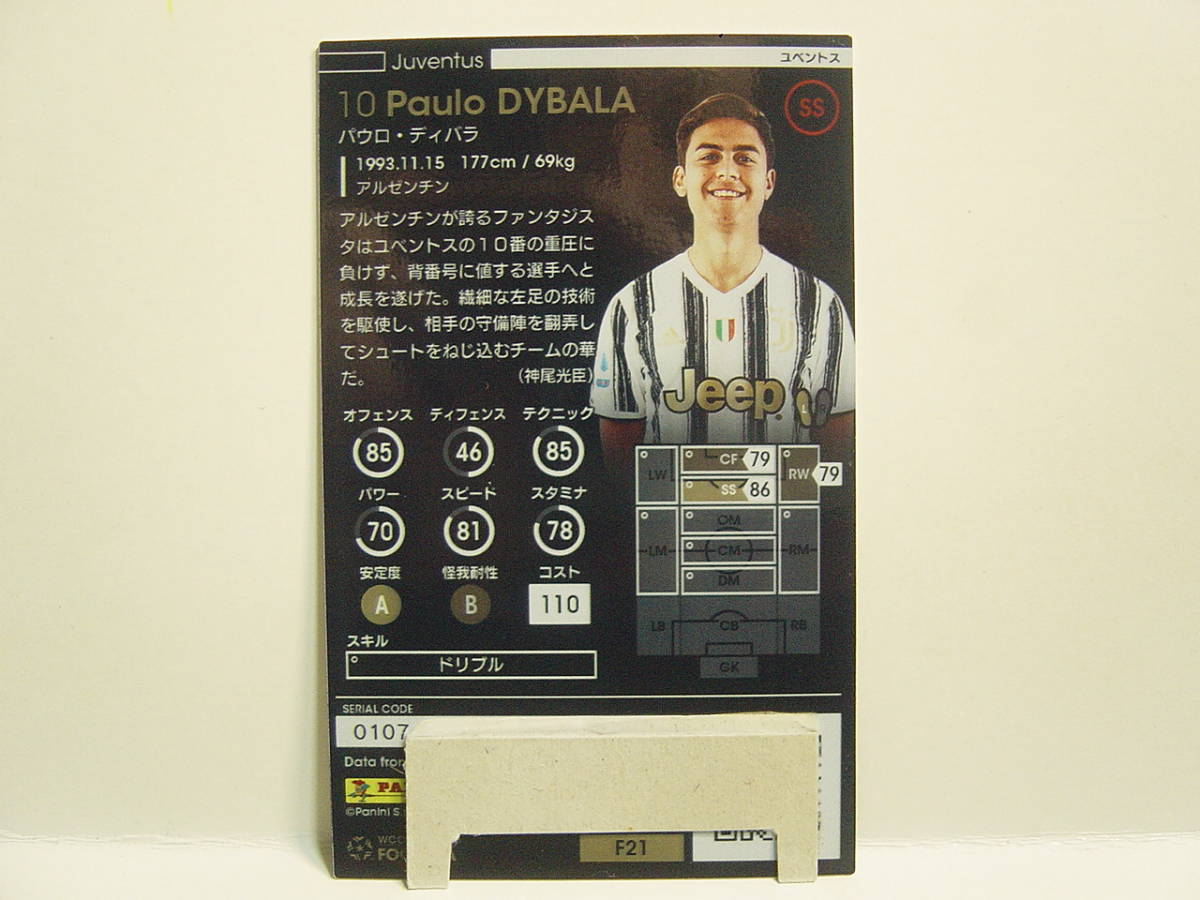 Juventus
ユベントス
10 Paulo DYBALA
SS
パウロ・ディバラ
1993.11.15 177cm / 69kg
アルゼンチン
アルゼンチンが誇るファンタジス
タはユベントスの10番の重圧に
負けず、背番号に値する選手へと
成長を遂げた。繊細な左足の技術
を駆使し、相手の守備陣を翻弄し
てシュートをねじ込むチームの華
だ。 (神尾光臣)
Jeep
L R
オフェンス ディフェンス テクニック
85 46 85
パワー スピード スタミナ
70 81 78
安定度 怪我耐性 コスト
A B 110
スキル
ドリブル
LW CF 79 RW 79
SS 86
OM
LM CM RM
DM
LB CB RB
GK
SERIAL CODE
0107
Data from
PA
©Panini S.
WCC
FO
F21